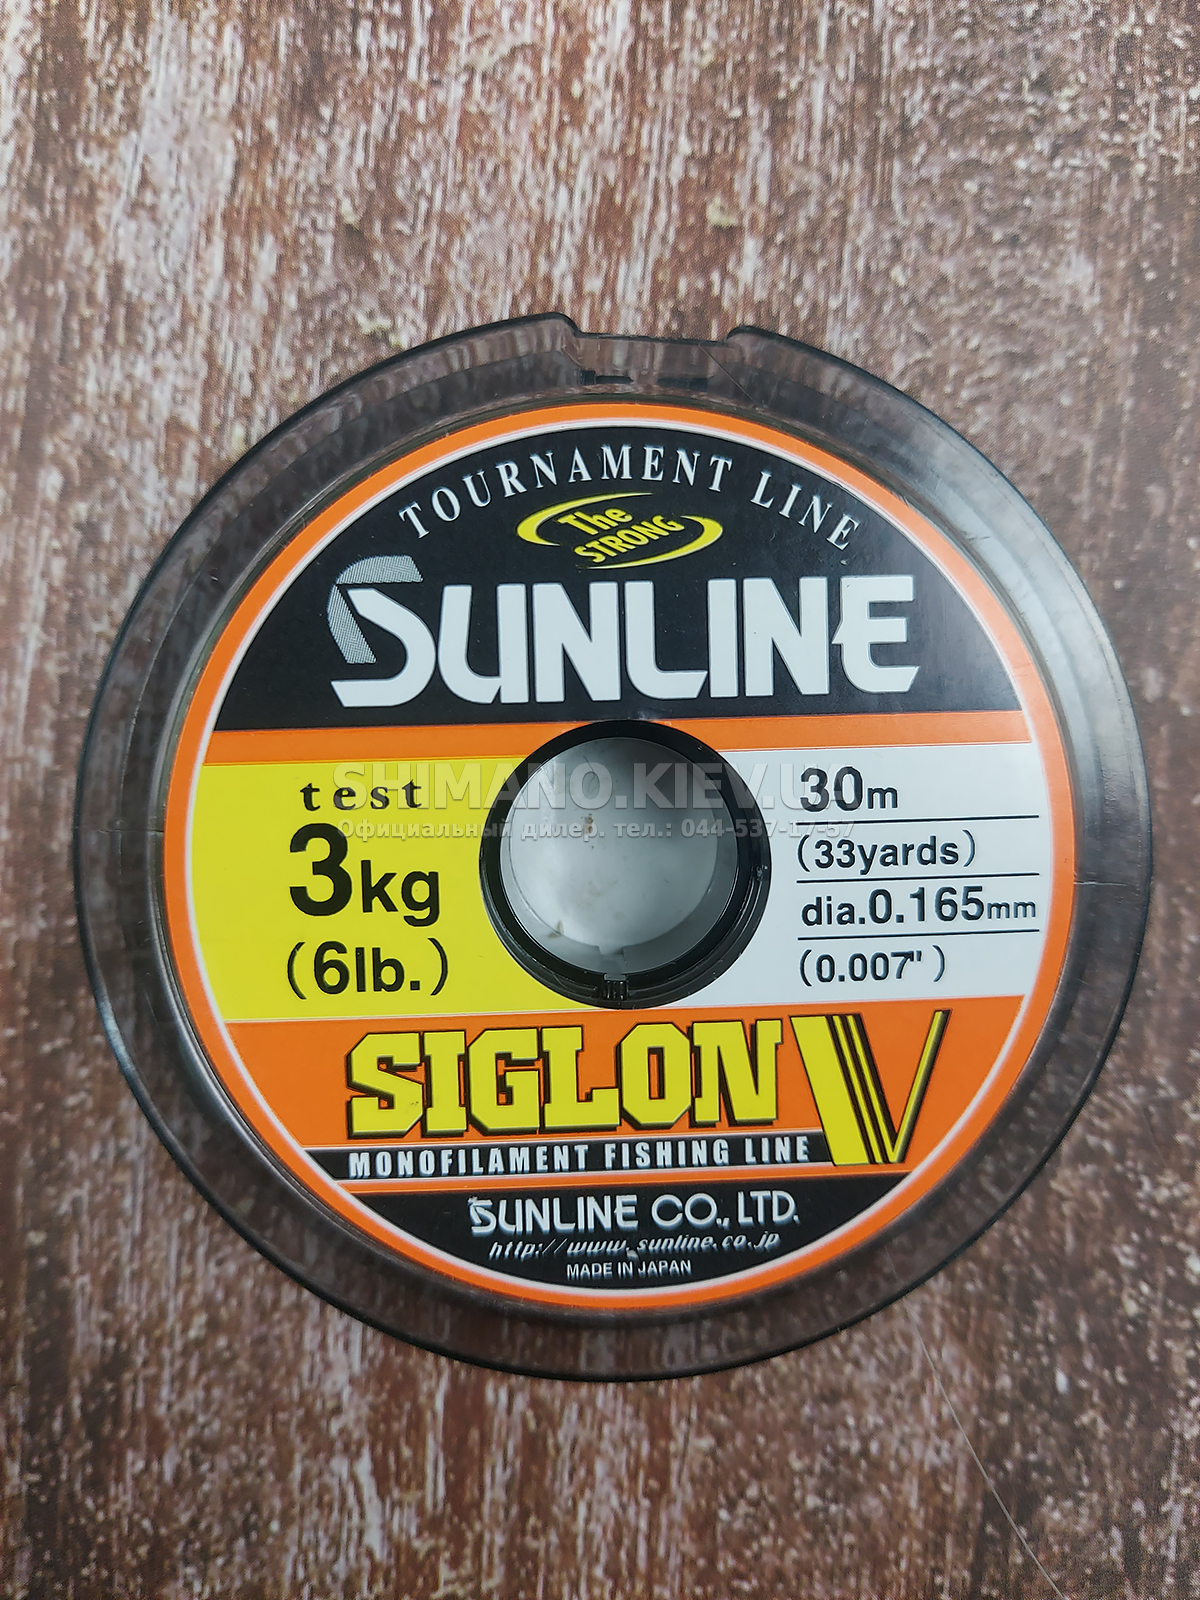 TOURNAMENT LINE
The
STRONG
SUNLINE
test
3kg
(6lb.)
30m
(33yards)
dia.0.165mm
(0.007")
SHIMANO.KIEV.UA
Официальный дилер. тел.: 044-537-17-57
SIGLON V
MONOFILAMENT FISHING LINE
SUNLINE CO., LTD.
http://www.sunline.co.jp
MADE IN JAPAN